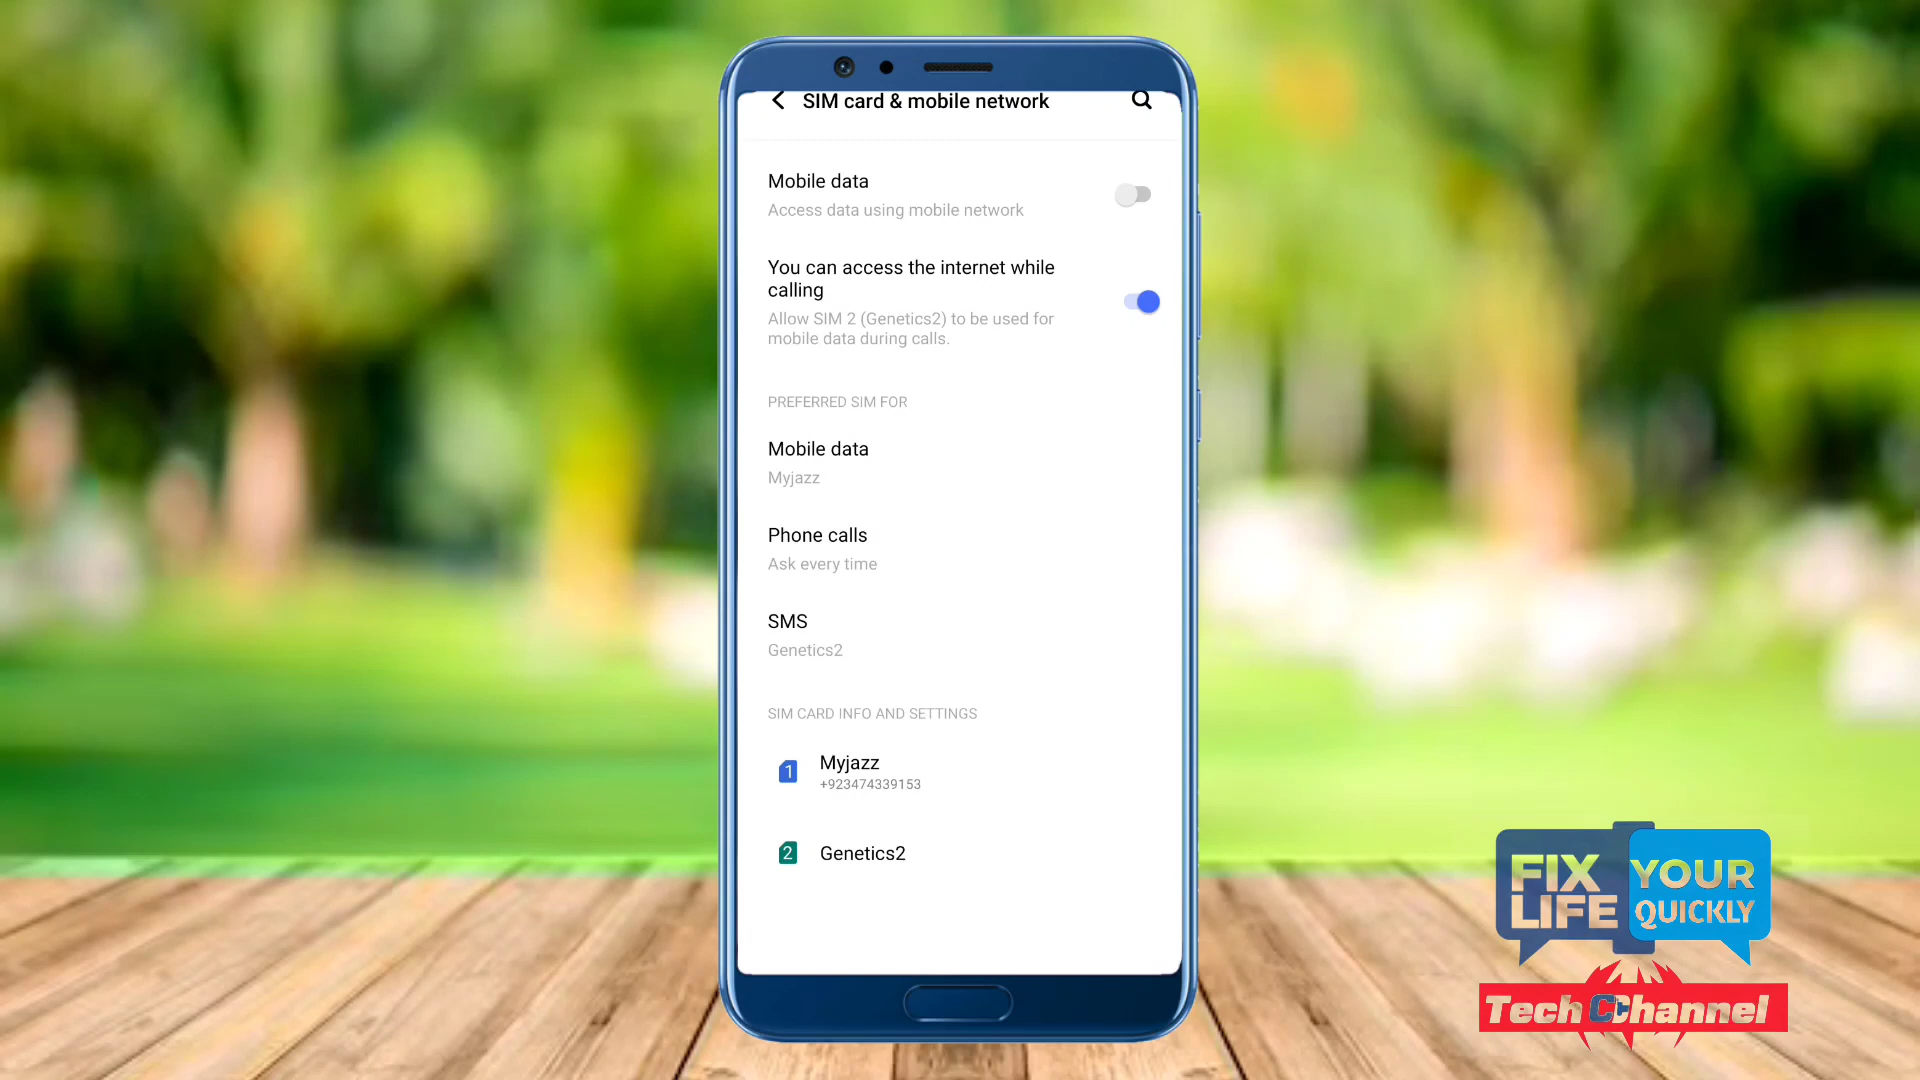 SIM card & mobile network
Mobile data
Access data using mobile network
You can access the internet while
calling
Allow SIM 2 (Genetics2) to be used for
mobile data during calls.
PREFERRED SIM FOR
Mobile data
Myjazz
Phone calls
Ask every time
SMS
Genetics2
SIM CARD INFO AND SETTINGS
1
Myjazz
+923474339153
2
Genetics2
FIX YOUR
LIFE QUICKLY
Tech Channel